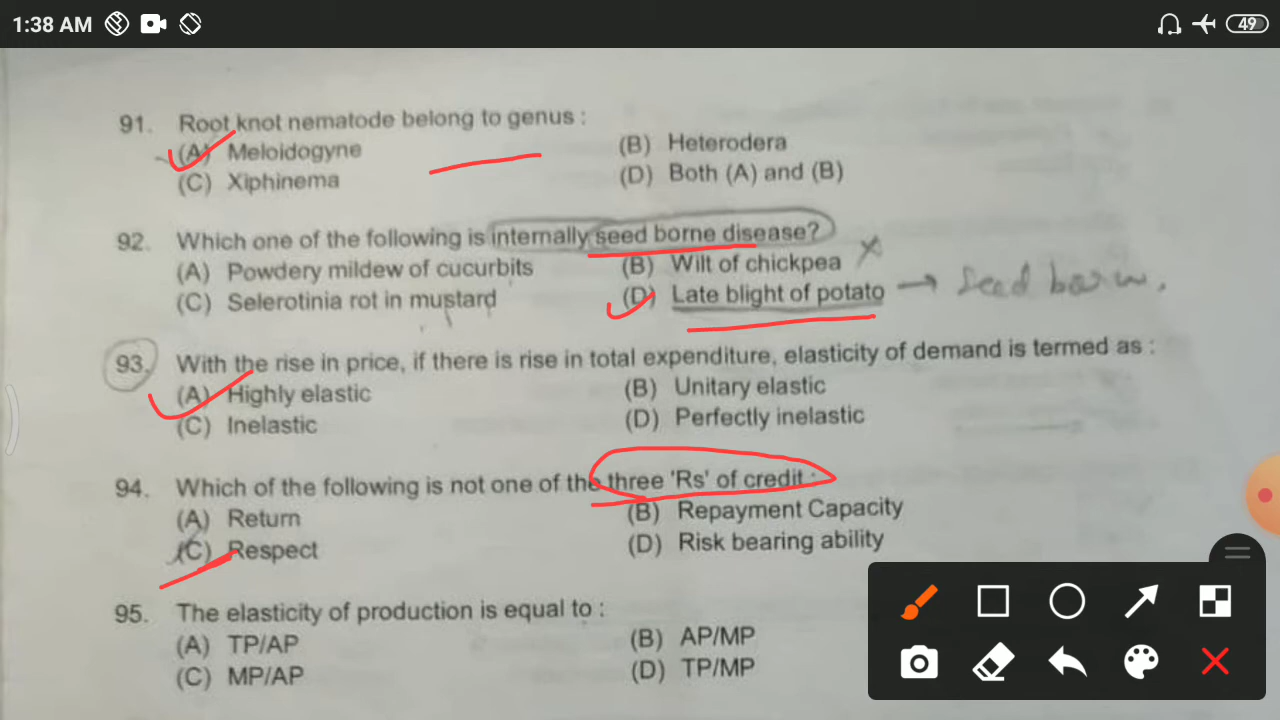 1:38 AM 49
91. Root knot nematode belong to genus :
(A) Meloidogyne (B) Heterodera
(C) Xiphinema (D) Both (A) and (B)
92. Which one of the following is internally seed borne disease?
(A) Powdery mildew of cucurbits (B) Wilt of chickpea X
(C) Selerotinia rot in mustard (D) Late blight of potato → Seed born.
93. With the rise in price, if there is rise in total expenditure, elasticity of demand is termed as :
(A) Highly elastic (B) Unitary elastic
(C) Inelastic (D) Perfectly inelastic
94. Which of the following is not one of the three 'Rs' of credit :
(A) Return (B) Repayment Capacity
(C) Respect (D) Risk bearing ability
95. The elasticity of production is equal to :
(A) TP/AP (B) AP/MP
(C) MP/AP (D) TP/MP